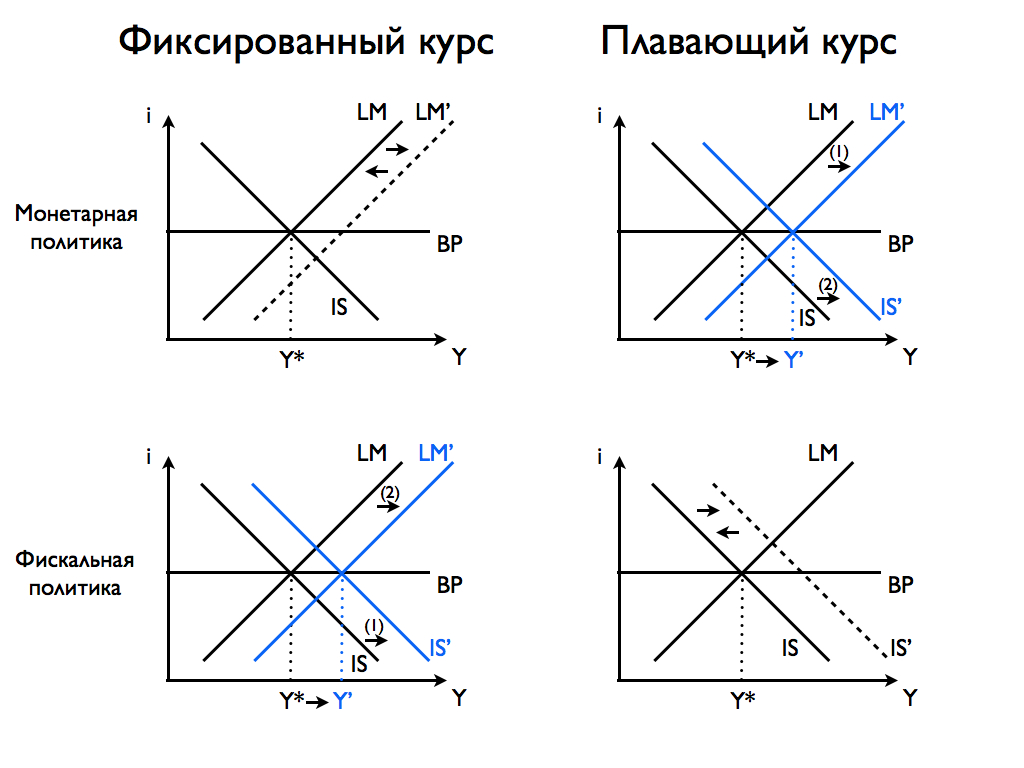 Фиксированный курс
Плавающий курс
Монетарная
политика
i
LM
LM’
BP
IS
Y*
Y
i
LM
LM’
(1)
BP
(2)
IS
IS’
Y*
Y’
Y
Фискальная
политика
i
LM
LM’
(2)
BP
(1)
IS
IS’
Y*
Y’
Y
i
LM
BP
IS
IS’
Y*
Y